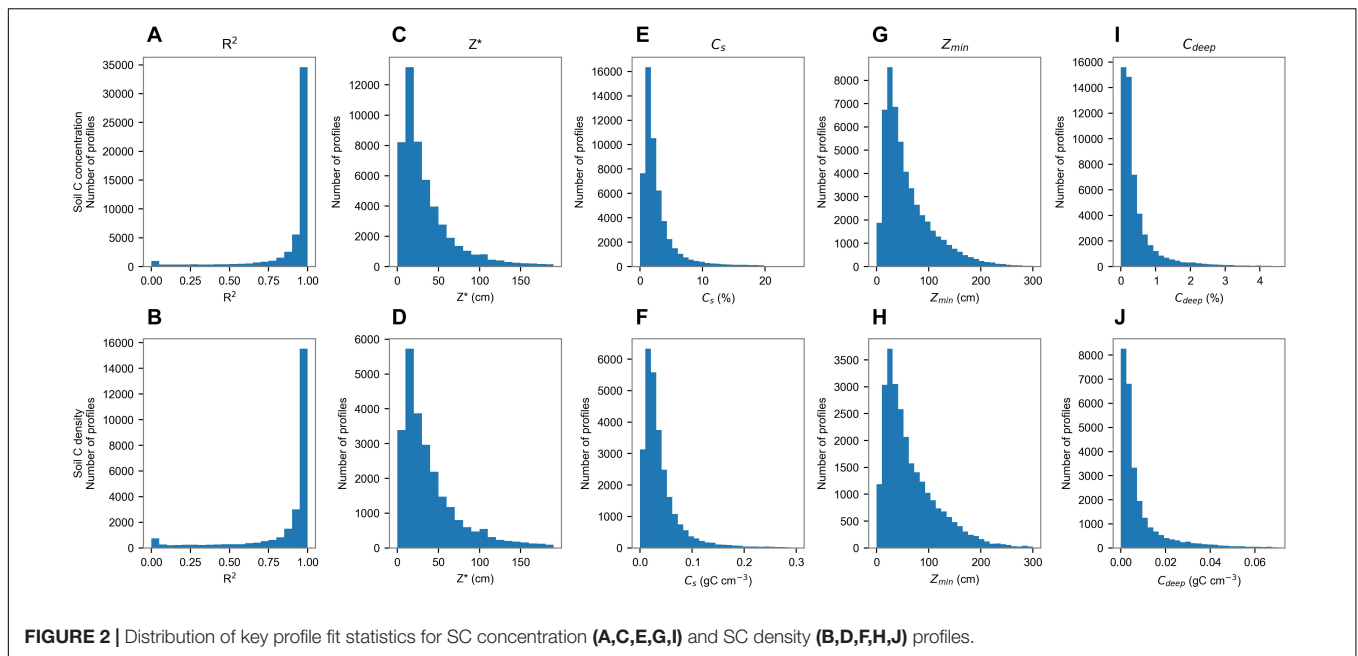 A
R²
35000
30000
25000
20000
15000
10000
5000
0
Soil C concentration
Number of profiles
0.00 0.25 0.50 0.75 1.00
R²
C
Z*
12000
10000
8000
6000
4000
2000
0
Number of profiles
0 50 100 150
Z* (cm)
E
Cs
16000
14000
12000
10000
8000
6000
4000
2000
0
Number of profiles
0 10 20
Cs (%)
G
Zmin
8000
7000
6000
5000
4000
3000
2000
1000
0
Number of profiles
0 100 200 300
Zmin (cm)
I
Cdeep
16000
14000
12000
10000
8000
6000
4000
2000
0
Number of profiles
0 1 2 3 4
Cdeep (%)
B
16000
14000
12000
10000
8000
6000
4000
2000
0
Soil C density
Number of profiles
0.00 0.25 0.50 0.75 1.00
R²
D
6000
5000
4000
3000
2000
1000
0
Number of profiles
0 50 100 150
Z* (cm)
F
6000
5000
4000
3000
2000
1000
0
Number of profiles
0.0 0.1 0.2 0.3
Cs (gC cm⁻³)
H
3500
3000
2500
2000
1500
1000
500
0
Number of profiles
0 100 200 300
Zmin (cm)
J
8000
7000
6000
5000
4000
3000
2000
1000
0
Number of profiles
0.00 0.02 0.04 0.06
Cdeep (gC cm⁻³)
FIGURE 2 | Distribution of key profile fit statistics for SC concentration (A,C,E,G,I) and SC density (B,D,F,H,J) profiles.